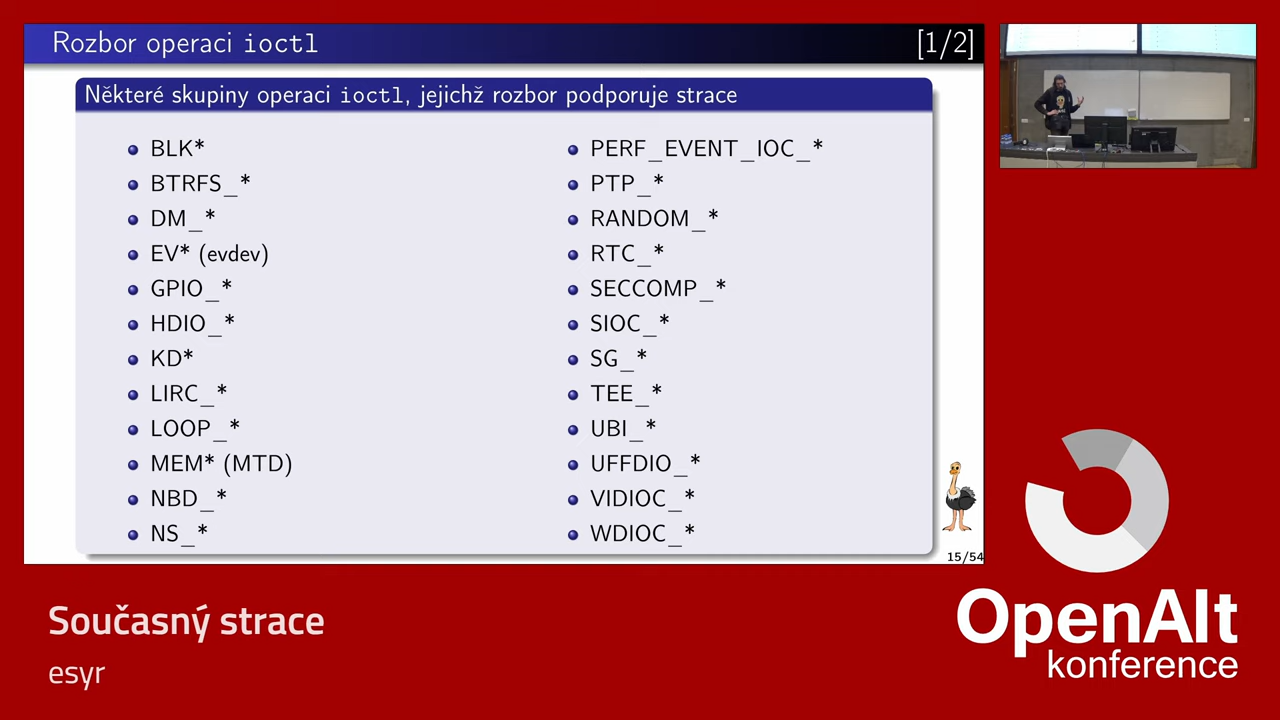 Rozbor operaci ioctl [1/2]
Některé skupiny operaci ioctl, jejichž rozbor podporuje strace
BLK*
BTRFS_*
DM_*
EV* (evdev)
GPIO_*
HDIO_*
KD*
LIRC_*
LOOP_*
MEM* (MTD)
NBD_*
NS_*
PERF_EVENT_IOC_*
PTP_*
RANDOM_*
RTC_*
SECCOMP_*
SIOC_*
SG_*
TEE_*
UBI_*
UFFDIO_*
VIDIOC_*
WDIOC_*
15/54
Současný strace
esyr
OpenAlt
konference